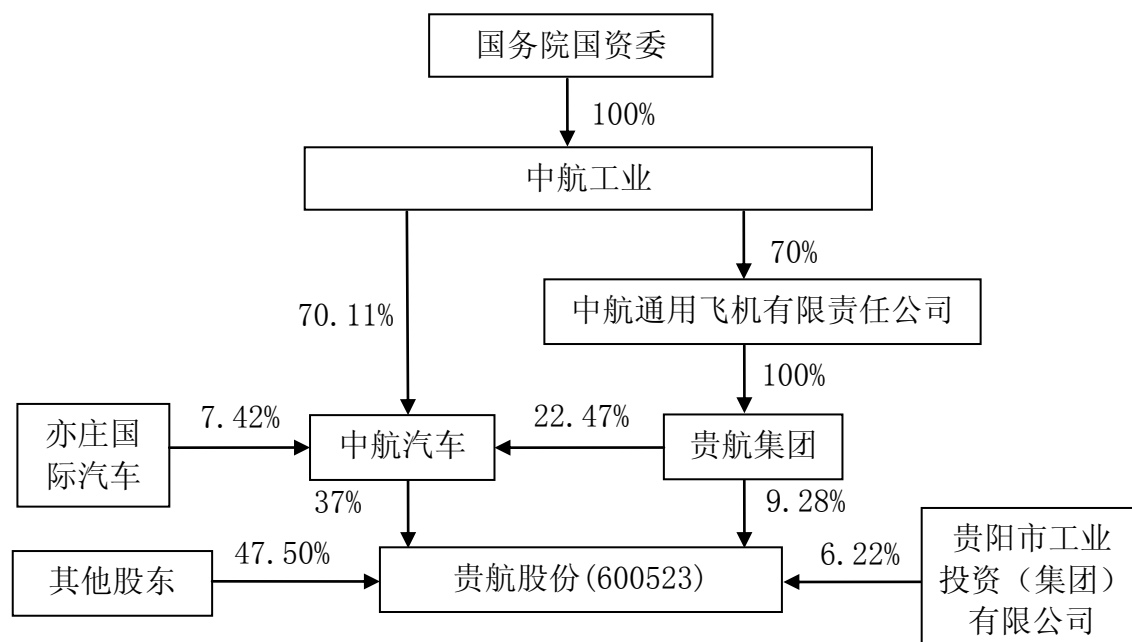 国务院国资委
100%
中航工业
70%
70.11%
中航通用飞机有限责任公司
100%
亦庄国
际汽车
7.42%
中航汽车
22.47%
贵航集团
37%
9.28%
其他股东
47.50%
贵航股份(600523)
6.22%
贵阳市工业
投资（集团）
有限公司